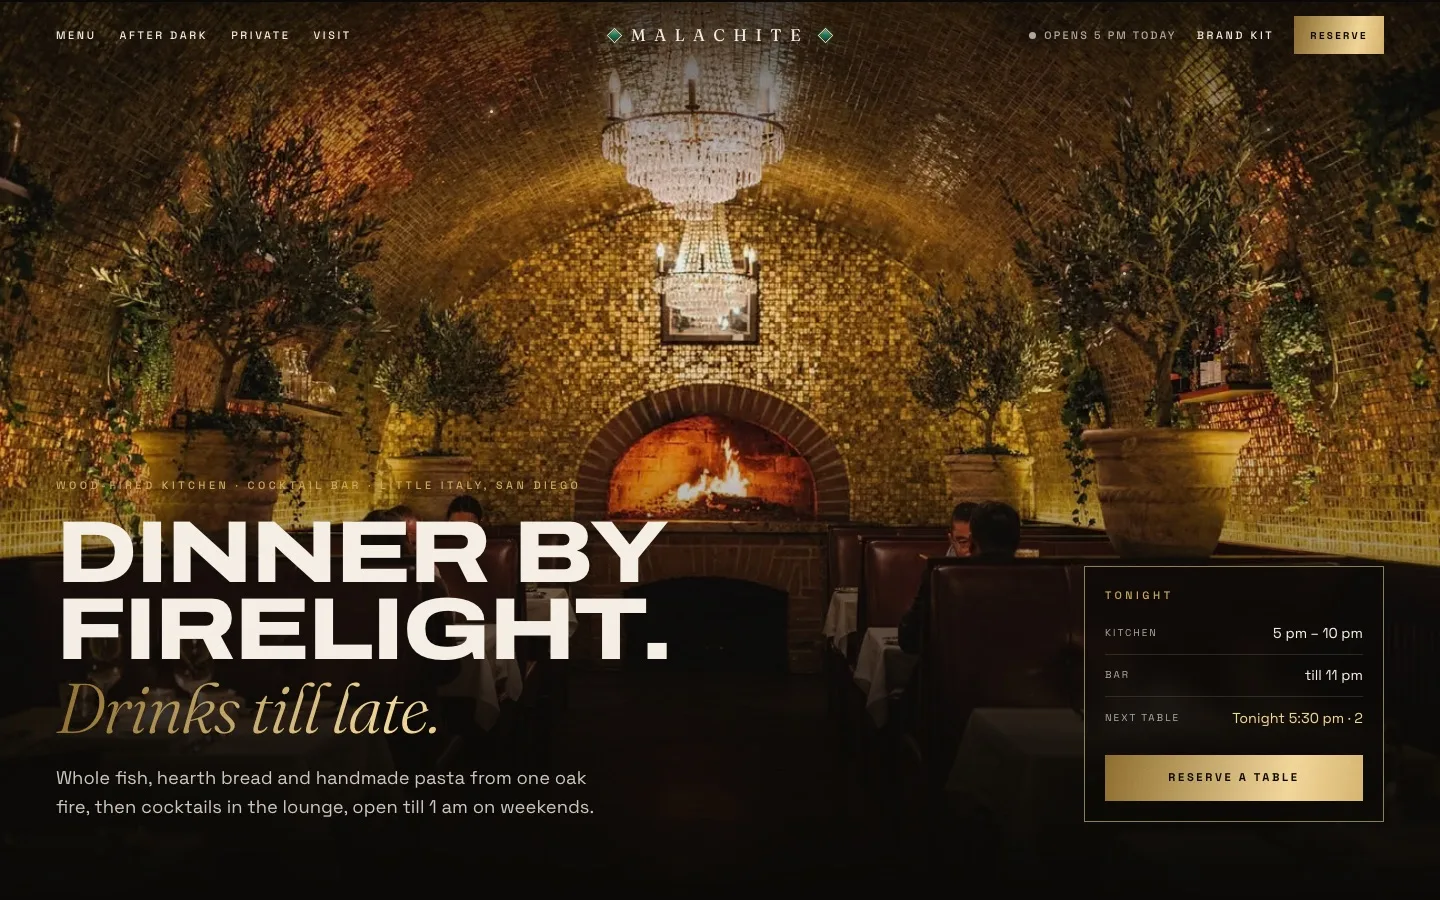 MENU AFTER DARK PRIVATE VISIT
MALACHITE
OPENS 5 PM TODAY BRAND KIT RESERVE
WOOD-FIRED KITCHEN · COCKTAIL BAR · LITTLE ITALY, SAN DIEGO
DINNER BY
FIRELIGHT.
Drinks till late.
Whole fish, hearth bread and handmade pasta from one oak
fire, then cocktails in the lounge, open till 1 am on weekends.
TONIGHT
KITCHEN 5 pm – 10 pm
BAR till 11 pm
NEXT TABLE Tonight 5:30 pm · 2
RESERVE A TABLE